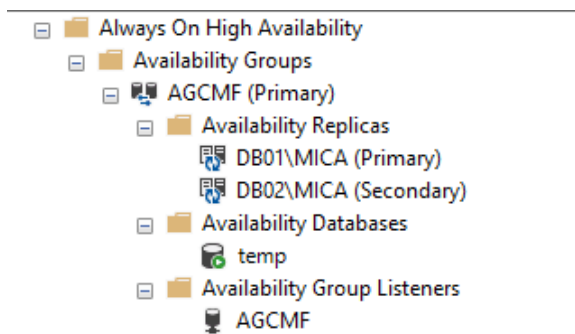 Always On High Availability
Availability Groups
AGCMF (Primary)
Availability Replicas
DB01\MICA (Primary)
DB02\MICA (Secondary)
Availability Databases
temp
Availability Group Listeners
AGCMF